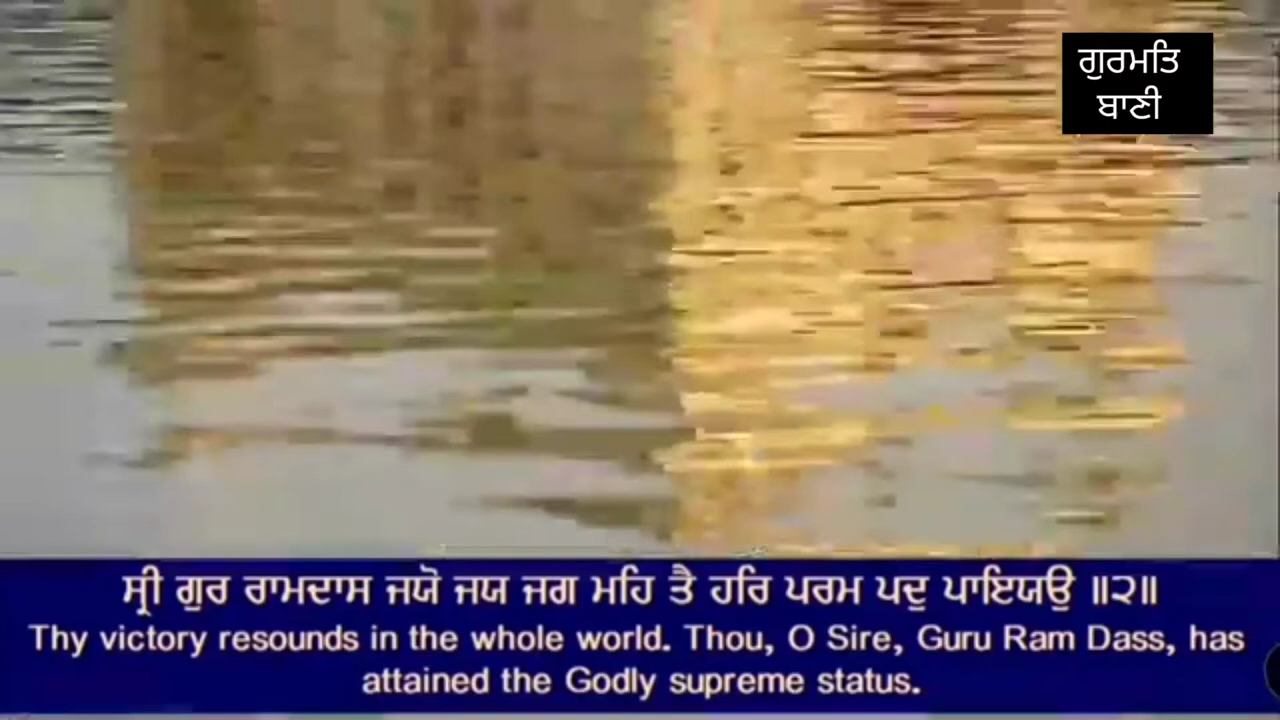 ਗੁਰਮਤਿ
ਬਾਣੀ
ਸ੍ਰੀ ਗੁਰ ਰਾਮਦਾਸ ਜਯੋ ਜਯ ਜਗ ਮਹਿ ਤੈ ਹਰਿ ਪਰਮ ਪਦੁ ਪਾਇਯਉ ॥੨॥
Thy victory resounds in the whole world. Thou, O Sire, Guru Ram Dass, has
attained the Godly supreme status.